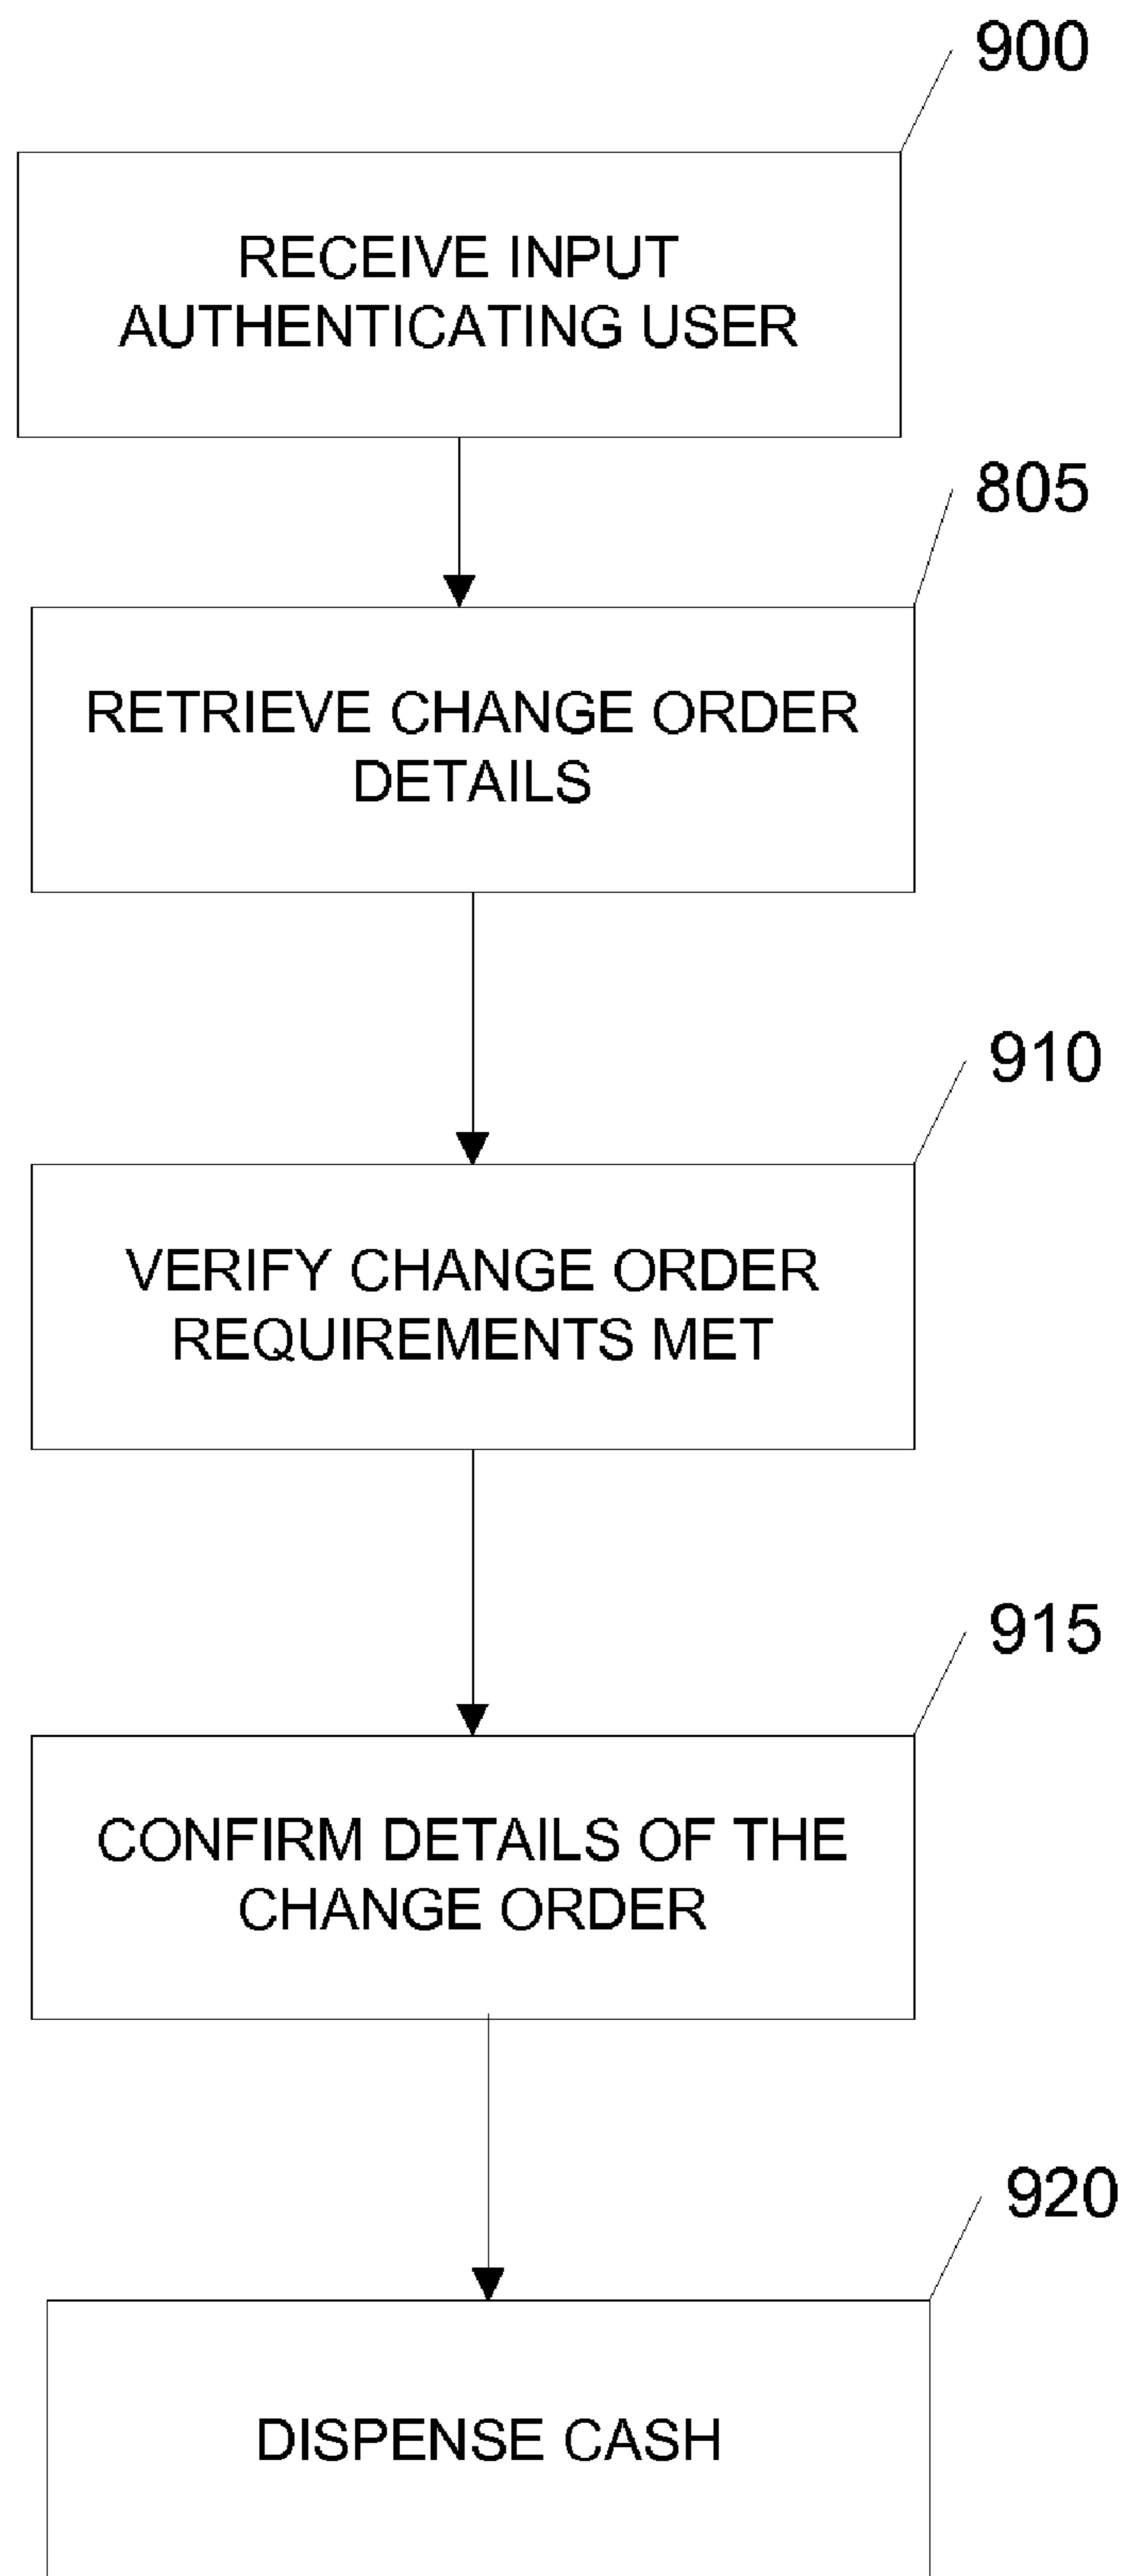 900
RECEIVE INPUT
AUTHENTICATING USER
805
RETRIEVE CHANGE ORDER
DETAILS
910
VERIFY CHANGE ORDER
REQUIREMENTS MET
915
CONFIRM DETAILS OF THE
CHANGE ORDER
920
DISPENSE CASH